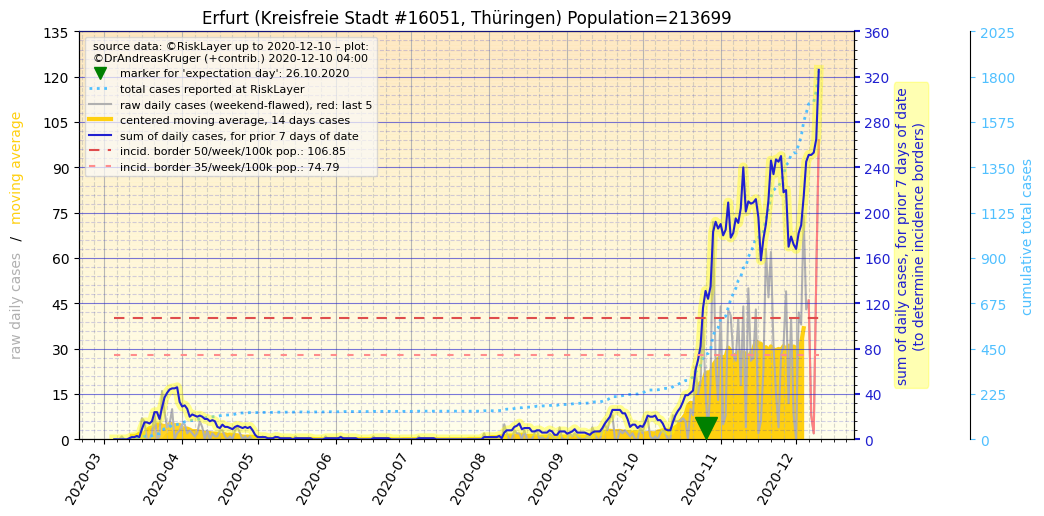 Erfurt (Kreisfreie Stadt #16051, Thüringen) Population=213699
source data: ©RiskLayer up to 2020-12-10 – plot:
©DrAndreasKruger (+contrib.) 2020-12-10 04:00
marker for 'expectation day': 26.10.2020
total cases reported at RiskLayer
raw daily cases (weekend-flawed), red: last 5
centered moving average, 14 days cases
sum of daily cases, for prior 7 days of date
incid. border 50/week/100k pop.: 106.85
incid. border 35/week/100k pop.: 74.79
raw daily cases / moving average
135
120
105
90
75
60
45
30
15
0
2020-03
2020-04
2020-05
2020-06
2020-07
2020-08
2020-09
2020-10
2020-11
2020-12
360
320
280
240
200
160
120
80
40
0
sum of daily cases, for prior 7 days of date
(to determine incidence borders)
2025
1800
1575
1350
1125
900
675
450
225
0
cumulative total cases